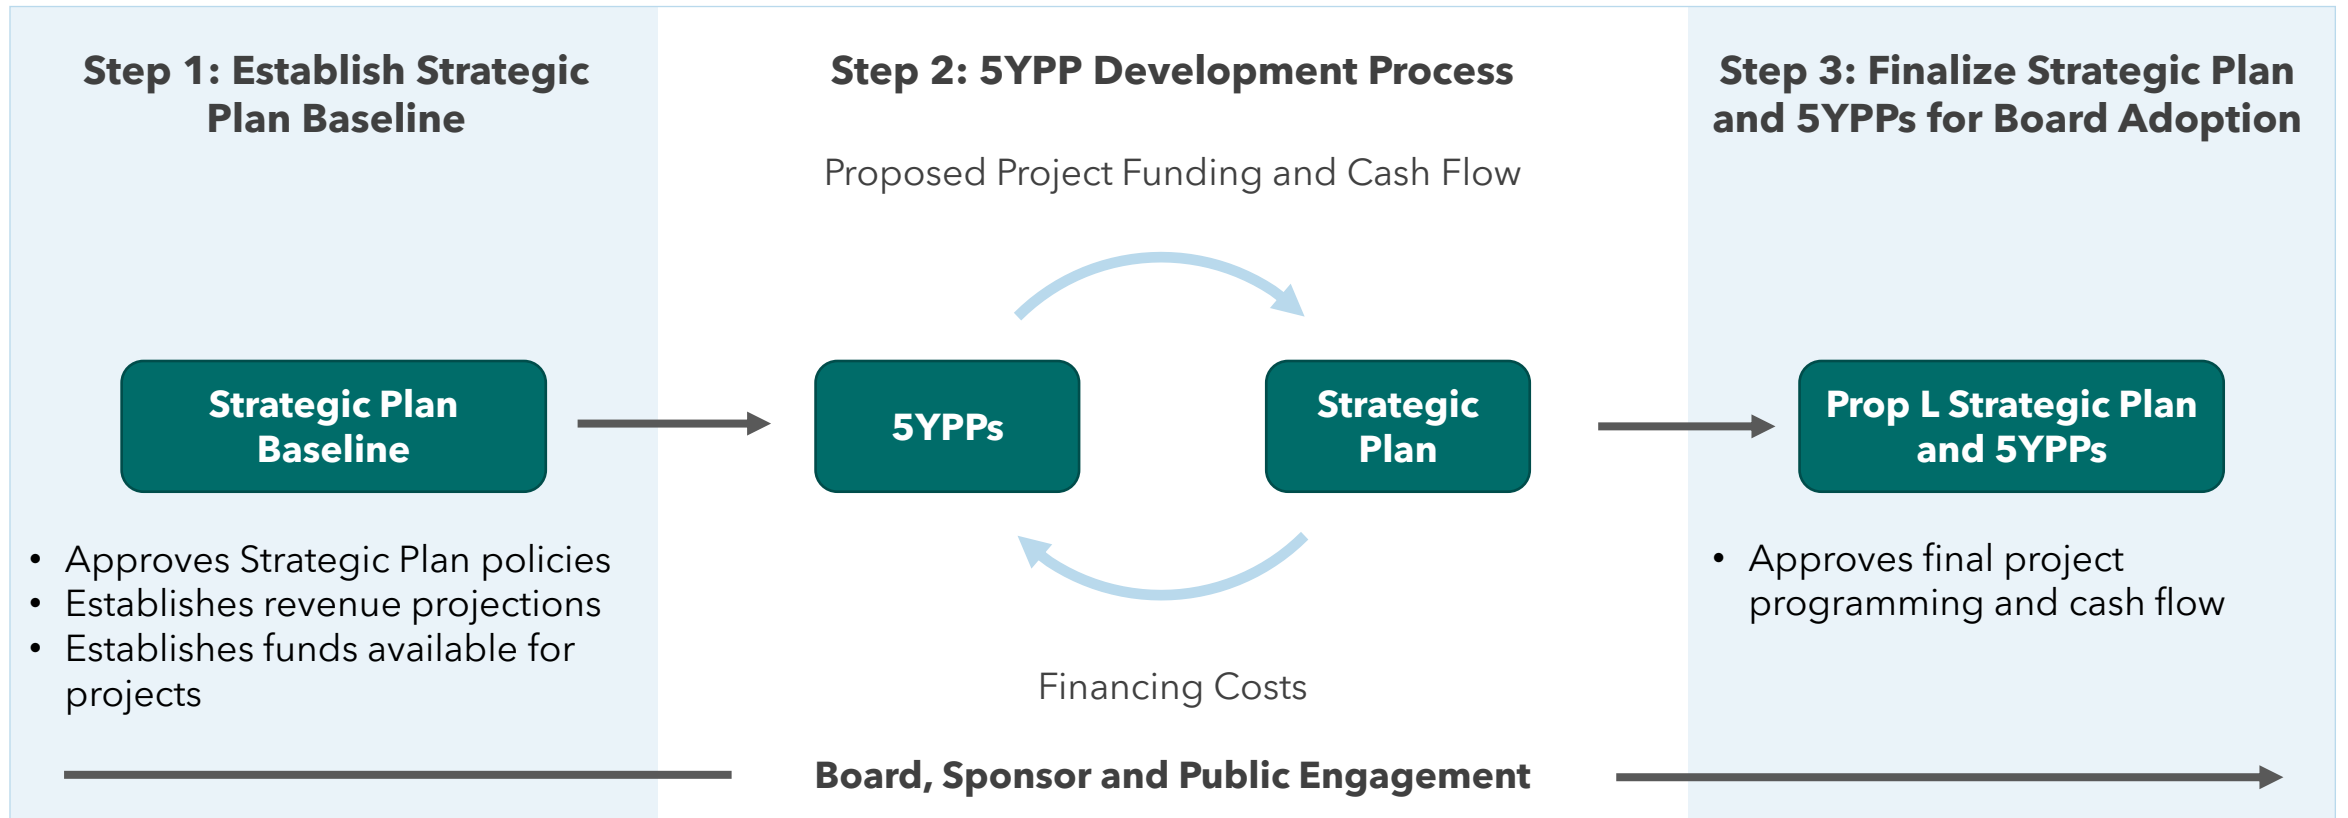 Step 1: Establish Strategic
Plan Baseline
Strategic Plan
Baseline
• Approves Strategic Plan policies
• Establishes revenue projections
• Establishes funds available for
projects
Step 2: 5YPP Development Process
Proposed Project Funding and Cash Flow
5YPPs
Strategic
Plan
Financing Costs
Step 3: Finalize Strategic Plan
and 5YPPs for Board Adoption
Prop L Strategic Plan
and 5YPPs
• Approves final project
programming and cash flow
Board, Sponsor and Public Engagement